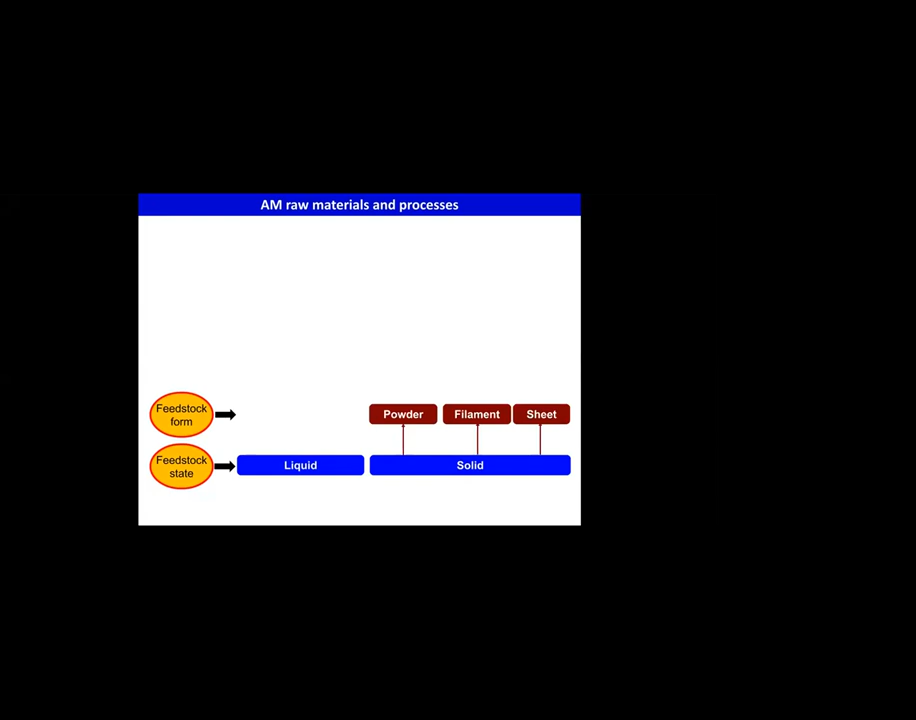 AM raw materials and processes
Feedstock
form
Powder
Filament
Sheet
Feedstock
state
Liquid
Solid